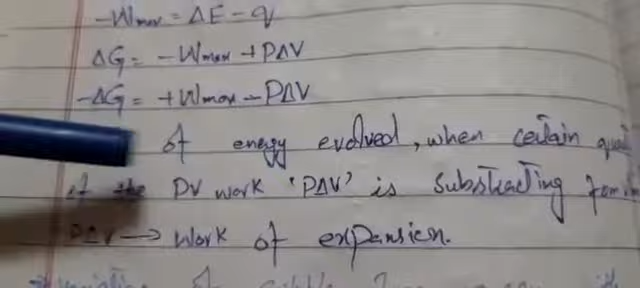 -Wmax = ΔE - q
ΔG = -Wmax + PΔV
-ΔG = +Wmax - PΔV
of energy evolved, when certain
of the PV work 'PΔV' is Substracting
PΔV → Work of expansion.